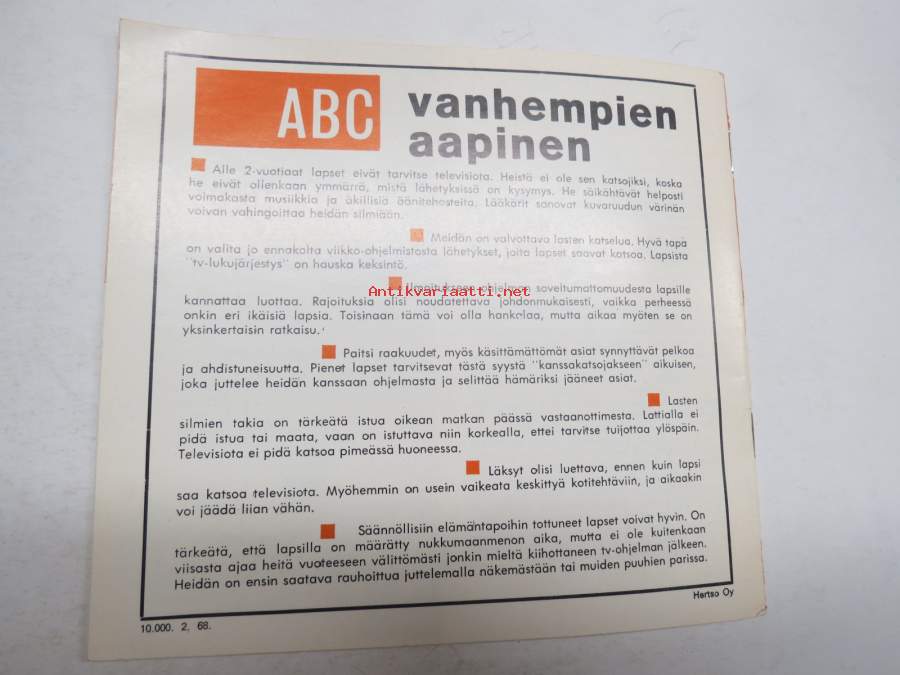 ABC vanhempien
aapinen
Alle 2-vuotiaat lapset eivät tarvitse televisiota. Heistä ei ole sen katsojiksi, koska
he eivät ollenkaan ymmärrä, mistä lähetyksissä on kysymys. He säikähtävät helposti
voimakasta musiikkia ja äkillisiä äänitehosteita. Lääkärit sanovat kuvaruudun värinän
voivan vahingoittaa heidän silmiään.
Meidän on valvottava lasten katselua. Hyvä tapa
on valita jo ennakolta viikko-ohjelmistosta lähetykset, joita lapset saavat katsoa. Lapsista
"tv-lukujärjestys" on hauska keksintö.
Ilmoitukseen ohjelman soveltumattomuudesta lapsille
Antikvariaatti.net
kannattaa luottaa. Rajoituksia olisi noudatettava johdonmukaisesti, vaikka perheessä
onkin eri ikäisiä lapsia. Toisinaan tämä voi olla hankalaa, mutta aikaa myöten se on
yksinkertaisin ratkaisu.
Paitsi raakuudet, myös käsittämättömät asiat synnyttävät pelkoa
ja ahdistuneisuutta. Pienet lapset tarvitsevat tästä syystä "kanssakatsojakseen" aikuisen,
joka juttelee heidän kanssaan ohjelmasta ja selittää hämäriksi jääneet asiat.
Lasten
silmien takia on tärkeätä istua oikean matkan päässä vastaanottimesta. Lattialla ei
pidä istua tai maata, vaan on istuttava niin korkealla, ettei tarvitse tuijottaa ylöspäin.
Televisiota ei pidä katsoa pimeässä huoneessa.
Läksyt olisi luettava, ennen kuin lapsi
saa katsoa televisiota. Myöhemmin on usein vaikeata keskittyä kotitehtäviin, ja aikaakin
voi jäädä liian vähän.
Säännöllisiin elämäntapoihin tottuneet lapset voivat hyvin. On
tärkeätä, että lapsilla on määrätty nukkumaanmenon aika, mutta ei ole kuitenkaan
viisasta ajaa heitä vuoteeseen välittömästi jonkin mieltä kiihottaneen tv-ohjelman jälkeen.
Heidän on ensin saatava rauhoittua juttelemalla näkemästään tai muiden puuhien parissa.
Hertso Oy
10.000. 2, 68.